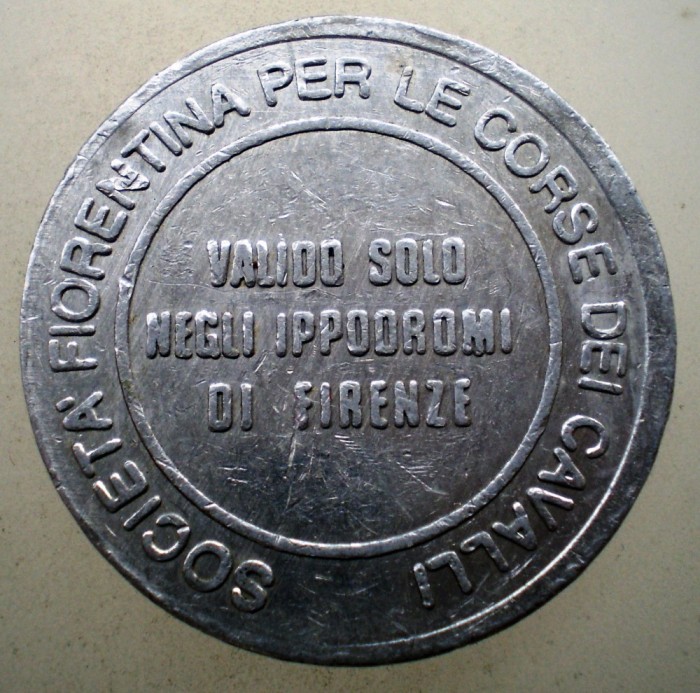 SOCIETA' FIORENTINA PER LE CORSE DEI CAVALLI
VALIDO SOLO
NEGLI IPPODROMI
DI FIRENZE